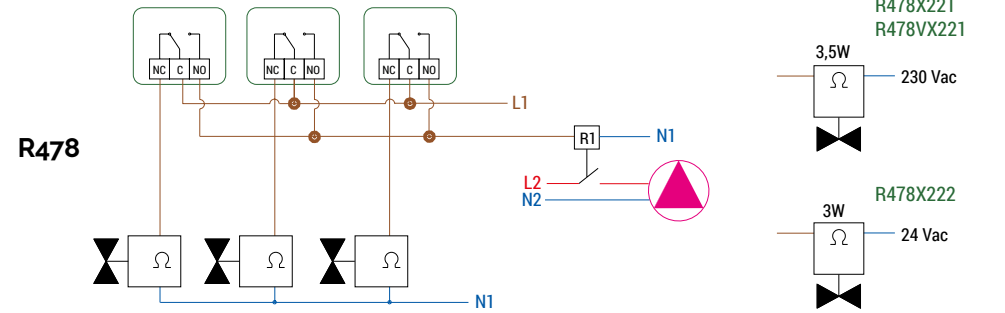 R478
NC C NO
NC C NO
NC C NO
L1
R1
N1
L2
N2
Ω
Ω
Ω
N1
R478X221
R478VX221
3,5W
Ω
230 Vac
R478X222
3W
Ω
24 Vac